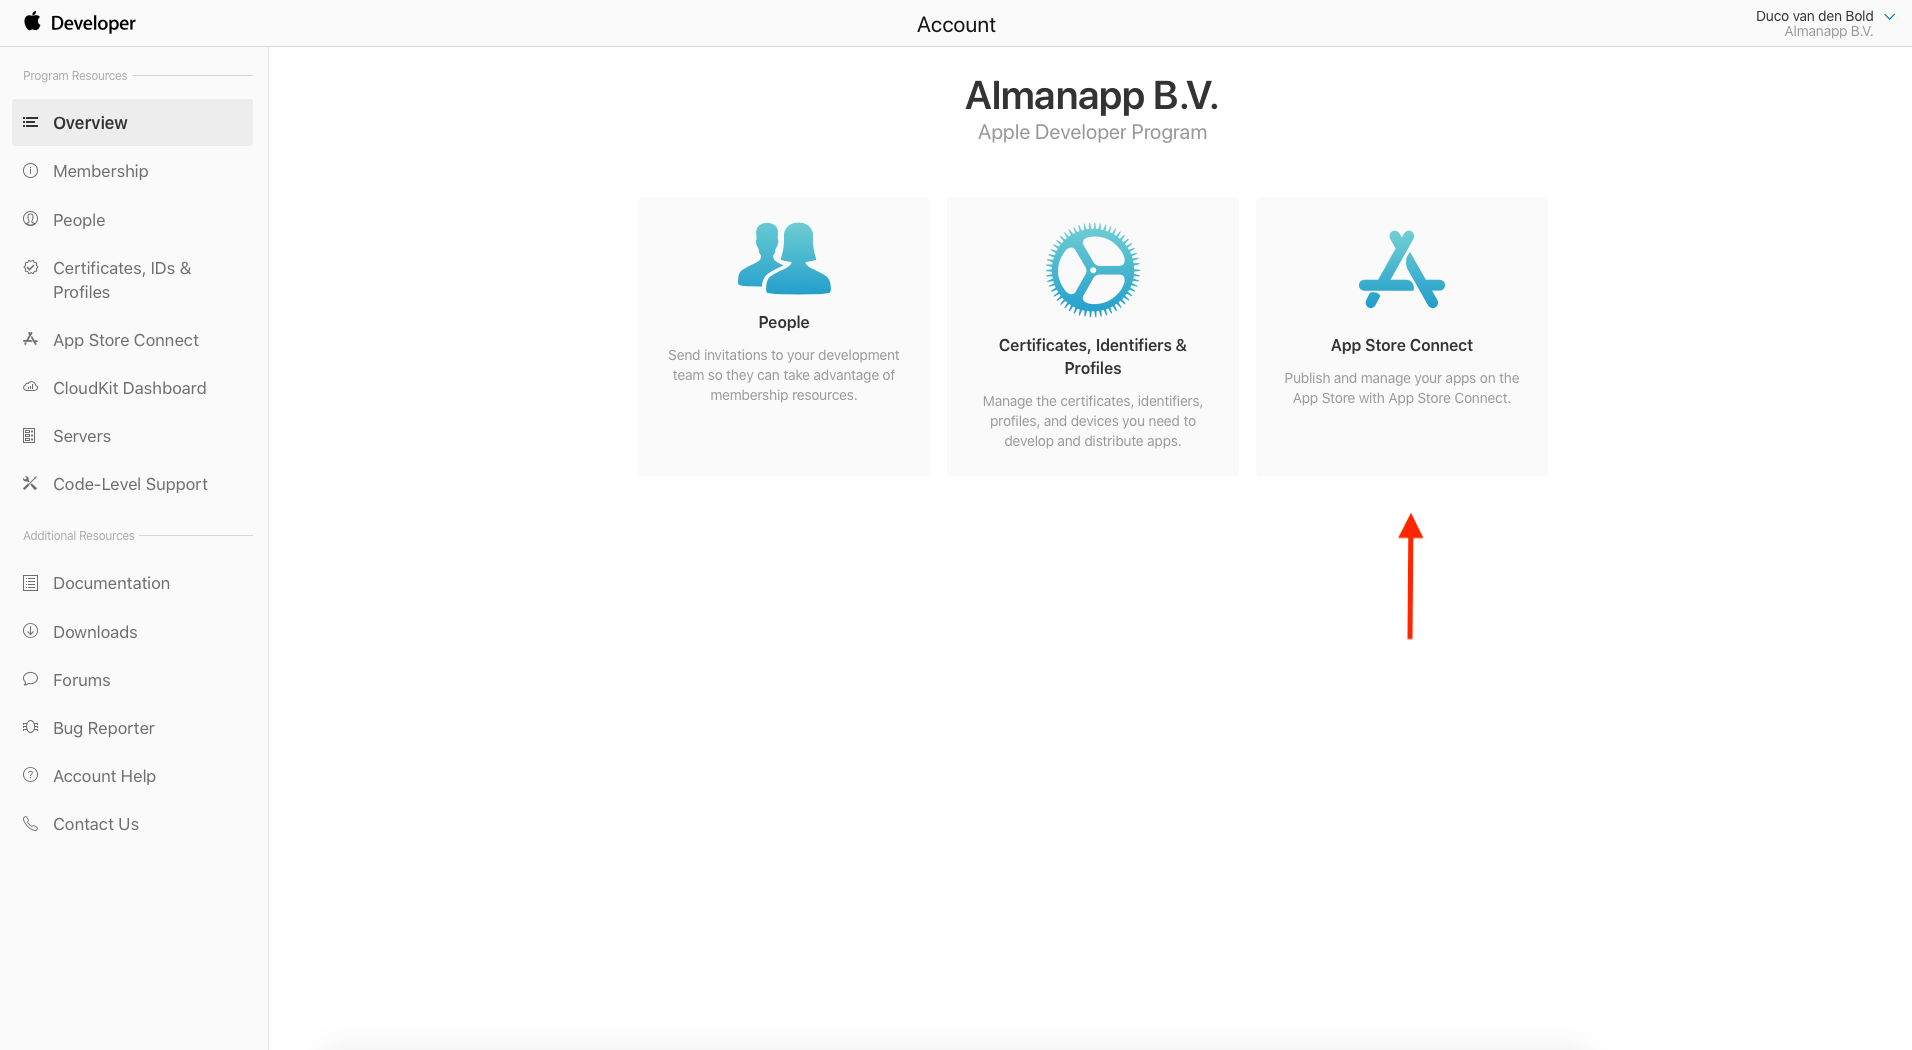 Developer
Account
Duco van den Bold
Almanapp B.V.
Program Resources
Overview
Membership
People
Certificates, IDs &
Profiles
App Store Connect
CloudKit Dashboard
Servers
Code-Level Support
Additional Resources
Documentation
Downloads
Forums
Bug Reporter
Account Help
Contact Us
Almanapp B.V.
Apple Developer Program
People
Send invitations to your development
team so they can take advantage of
membership resources.
Certificates, Identifiers &
Profiles
Manage the certificates, identifiers,
profiles, and devices you need to
develop and distribute apps.
App Store Connect
Publish and manage your apps on the
App Store with App Store Connect.